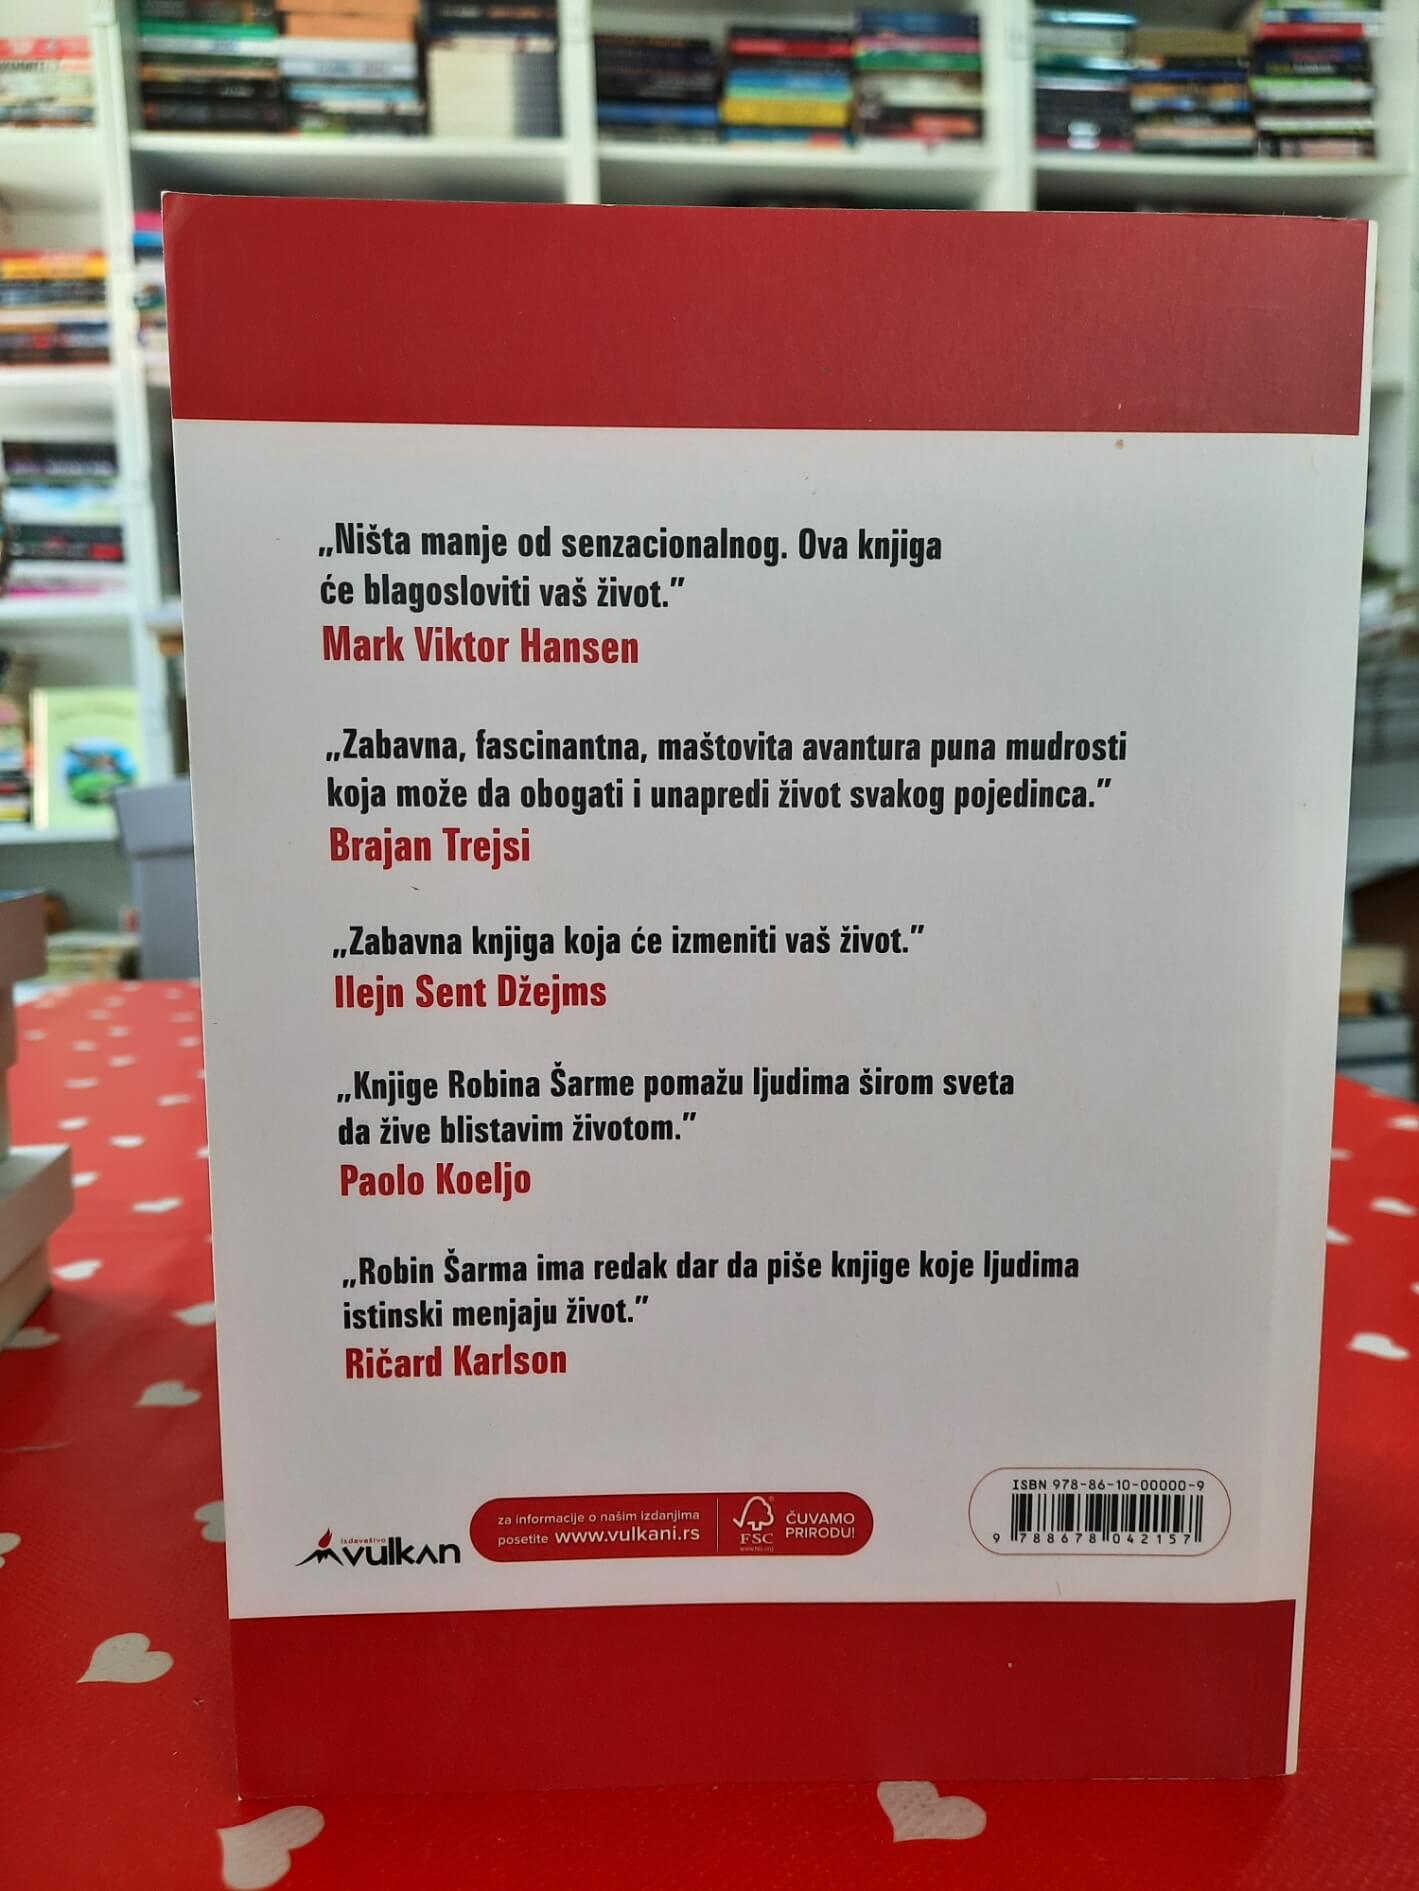 „Ništa manje od senzacionalnog. Ova knjiga
će blagosloviti vaš život.”
Mark Viktor Hansen
„Zabavna, fascinantna, maštovita avantura puna mudrosti
koja može da obogati i unapredi život svakog pojedinca.”
Brajan Trejsi
„Zabavna knjiga koja će izmeniti vaš život.”
Ilejn Sent Džejms
„Knjige Robina Šarme pomažu ljudima širom sveta
da žive blistavim životom.”
Paolo Koeljo
„Robin Šarma ima redak dar da piše knjige koje ljudima
istinski menjaju život.”
Ričard Karlson
izdavaštvo
vulkan
za informacije o našim izdanjima
posetite www.vulkani.rs
FSC
www.fsc.org
ČUVAMO
PRIRODU!
ISBN 978-86-10-00000-9
9 788678 042157